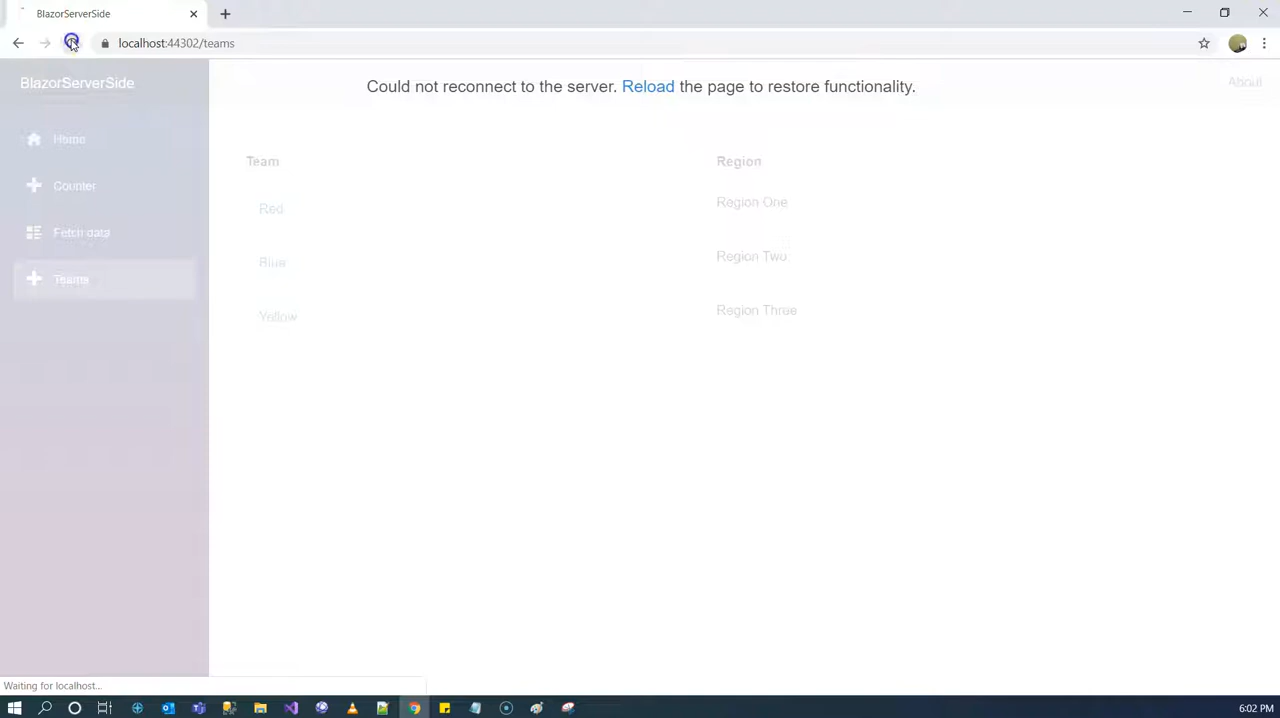 BlazorServerSide
localhost:44302/teams
BlazorServerSide
Could not reconnect to the server. Reload the page to restore functionality.
About
Home
Counter
Fetch data
Teams
Team Region
Red Region One
Blue Region Two
Yellow Region Three
Waiting for localhost...
6:02 PM